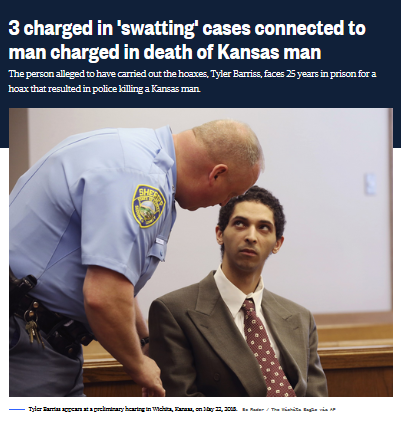 3 charged in 'swatting' cases connected to
man charged in death of Kansas man
The person alleged to have carried out the hoaxes, Tyler Barriss, faces 25 years in prison for a
hoax that resulted in police killing a Kansas man.
SHERIFF
Tyler Barriss appears at a preliminary hearing in Wichita, Kansas, on May 22, 2018. Bo Rader / The Wichita Eagle via AP